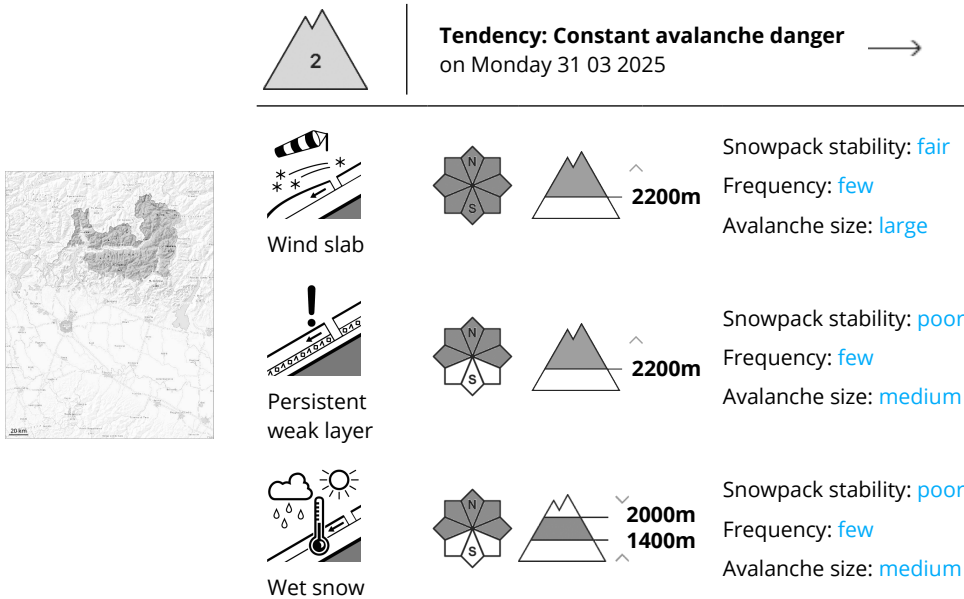 2
Tendency: Constant avalanche danger
on Monday 31 03 2025
20 km
N
S
2200m
Snowpack stability: fair
Frequency: few
Avalanche size: large
Wind slab
N
S
2200m
Snowpack stability: poor
Frequency: few
Avalanche size: medium
Persistent
weak layer
N
S
2000m
1400m
Snowpack stability: poor
Frequency: few
Avalanche size: medium
Wet snow